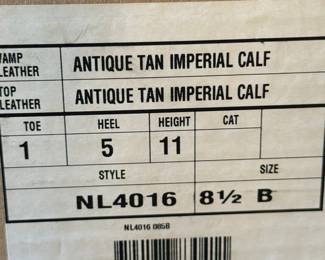 VAMP LEATHER ANTIQUE TAN IMPERIAL CALF
TOP LEATHER ANTIQUE TAN IMPERIAL CALF
TOE HEEL HEIGHT CAT
1 5 11
STYLE SIZE
NL4016 8½ B
NL4016 085B